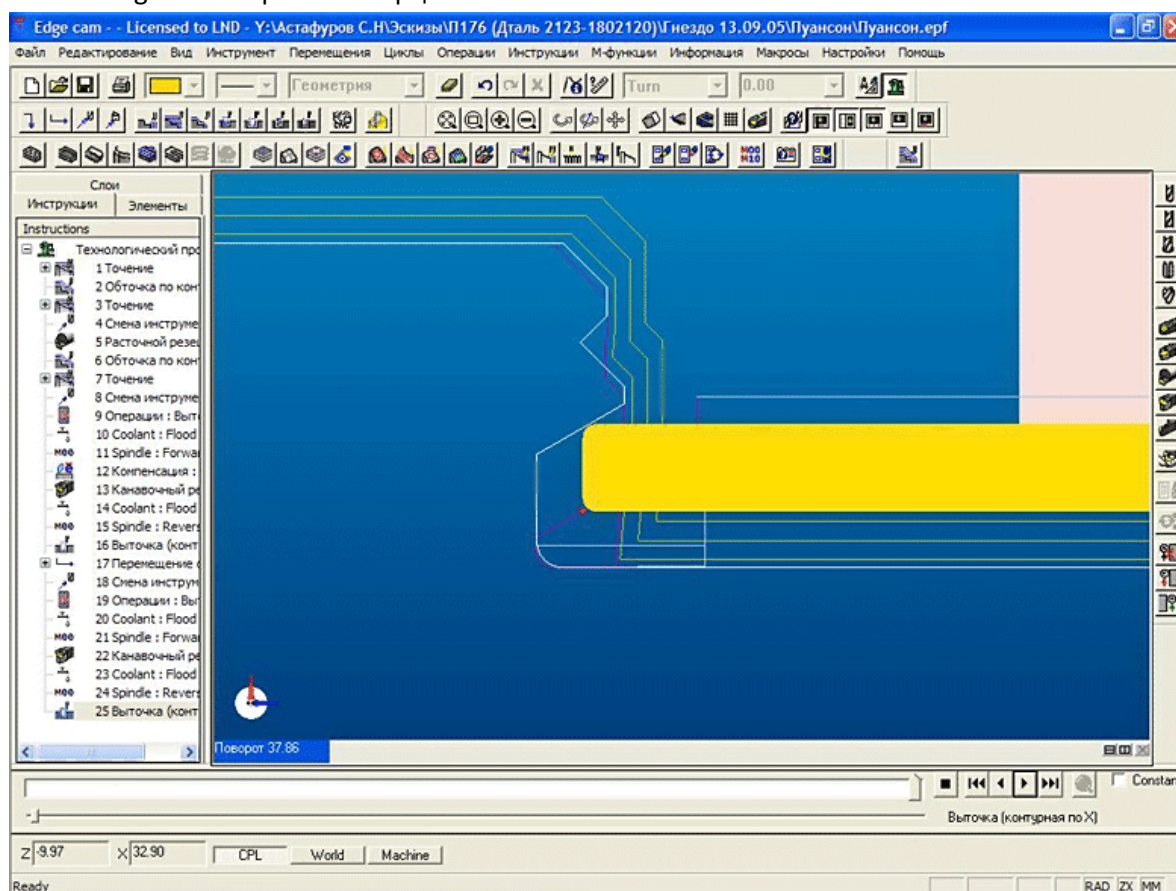 Edge cam - - Licensed to LND - Y:\Астафуров С.Н\Эскизы\П176 (Дталь 2123-1802120)\Гнездо 13.09.05\Пуансон\Пуансон.epf
Файл Редактирование Вид Инструмент Перемещения Циклы Операции Инструкции М-функции Информация Макросы Настройки Помощь
Геометрия Turn 0.00
Слои
Инструкции Элементы
Instructions
Технологический про
1 Точение
2 Обточка по кон
3 Точение
4 Смена инструме
5 Расточной резе
6 Обточка по кон
7 Точение
8 Смена инструме
9 Операции : Выт
10 Coolant : Flood
11 Spindle : Forwa
12 Компенсация :
13 Канавочный ре
14 Coolant : Flood
15 Spindle : Revers
16 Выточка (конт
17 Перемещение
18 Смена инструм
19 Операции : Вы
20 Coolant : Flood
21 Spindle : Forwa
22 Канавочный ре
23 Coolant : Flood
24 Spindle : Revers
25 Выточка (конт
Поворот 37.86
Constan
Выточка (контурная по X)
Z -9.97 X 32.90 CPL World Machine
Ready RAD ZX MM